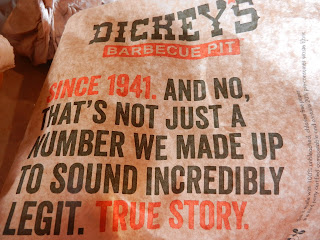 DICKEY'S
BARBECUE PIT
SINCE 1941. AND NO,
THAT'S NOT JUST A
NUMBER WE MADE UP
TO SOUND INCREDIBLY
LEGIT. TRUE STORY.